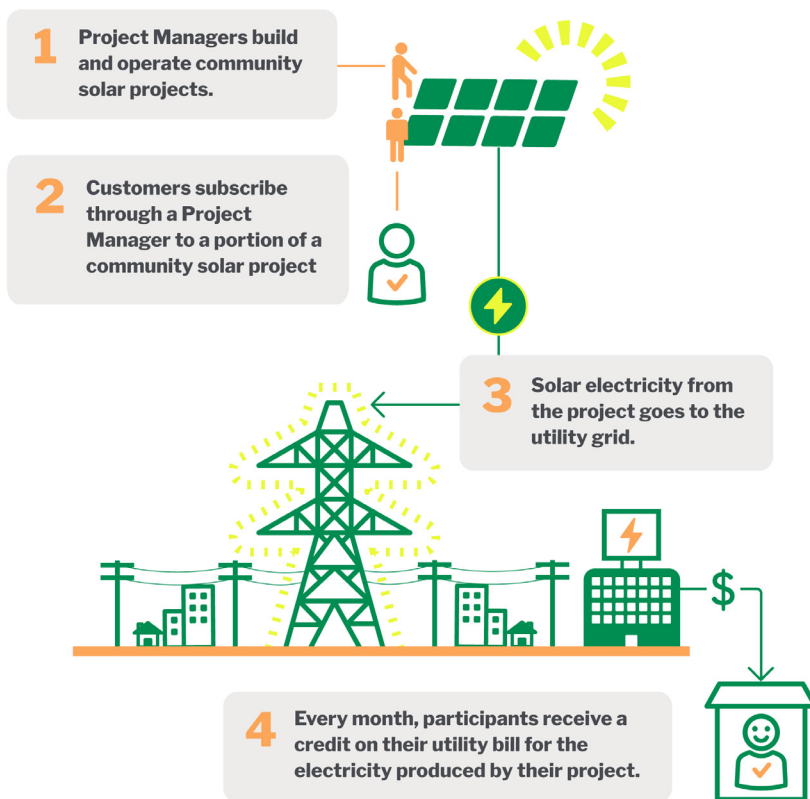 1
Project Managers build
and operate community
solar projects.
2
Customers subscribe
through a Project
Manager to a portion of a
community solar project
3
Solar electricity from
the project goes to the
utility grid.
$
4
Every month, participants receive a
credit on their utility bill for the
electricity produced by their project.